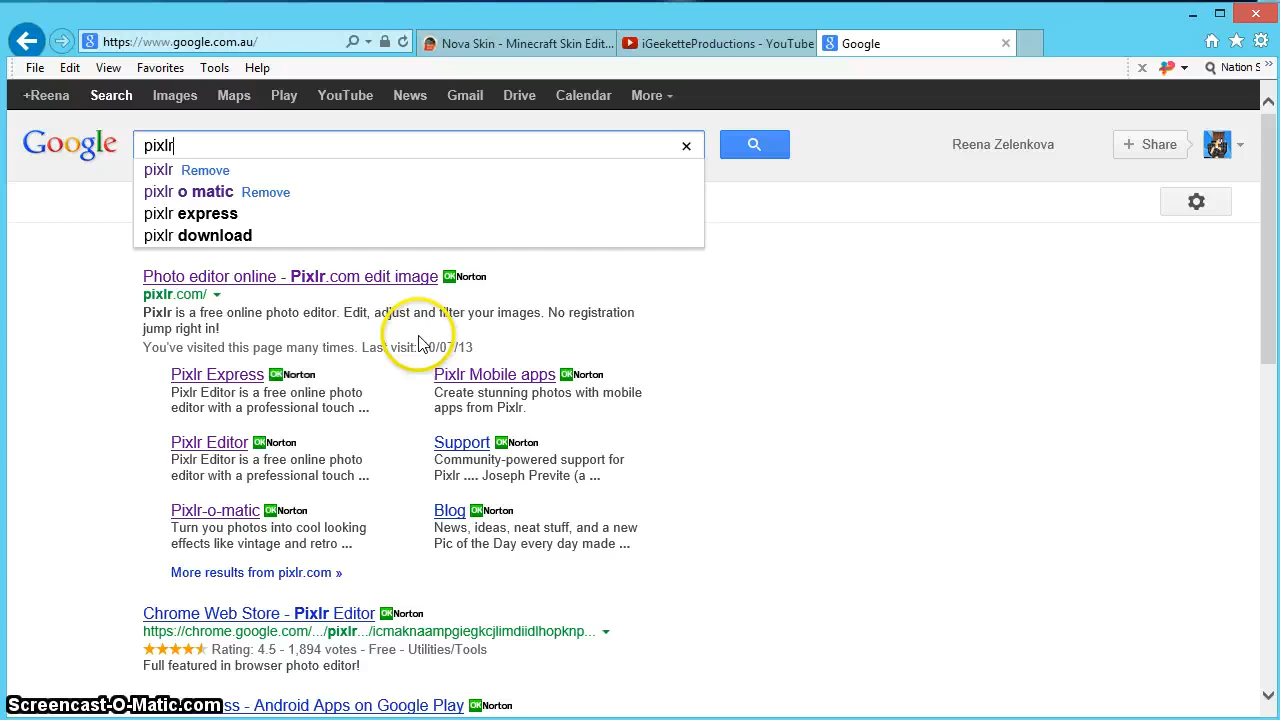 https://www.google.com.au/
Nova Skin - Minecraft Skin Edit...
iGeeketteProductions - YouTube
Google
File Edit View Favorites Tools Help
Nation S »
+Reena Search Images Maps Play YouTube News Gmail Drive Calendar More
Google
pixlr
Reena Zelenkova
+ Share
pixlr Remove
pixlr o matic Remove
pixlr express
pixlr download
Photo editor online - Pixlr.com edit image OK Norton
pixlr.com/
Pixlr is a free online photo editor. Edit, adjust and filter your images. No registration
jump right in!
You've visited this page many times. Last visit: /07/13
Pixlr Express OK Norton
Pixlr Editor is a free online photo
editor with a professional touch ...
Pixlr Mobile apps OK Norton
Create stunning photos with mobile
apps from Pixlr.
Pixlr Editor OK Norton
Pixlr Editor is a free online photo
editor with a professional touch ...
Support OK Norton
Community-powered support for
Pixlr .... Joseph Previte (a ...
Pixlr-o-matic OK Norton
Turn you photos into cool looking
effects like vintage and retro ...
Blog OK Norton
News, ideas, neat stuff, and a new
Pic of the Day every day made ...
More results from pixlr.com »
Chrome Web Store - Pixlr Editor OK Norton
https://chrome.google.com/.../pixlr.../icmaknaampgiegkcjlimdiidlhopknp...
Rating: 4.5 - 1,894 votes - Free - Utilities/Tools
Full featured in browser photo editor!
ss - Android Apps on Google Play OK Norton
Screencast-O-Matic.com